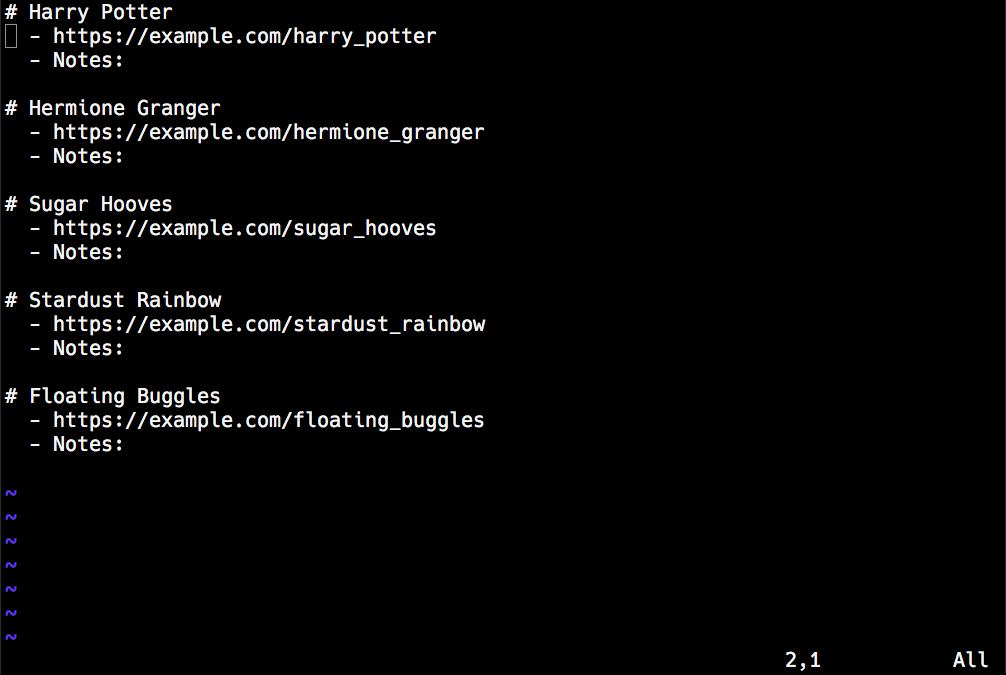 # Harry Potter
  - https://example.com/harry_potter
  - Notes:

# Hermione Granger
  - https://example.com/hermione_granger
  - Notes:

# Sugar Hooves
  - https://example.com/sugar_hooves
  - Notes:

# Stardust Rainbow
  - https://example.com/stardust_rainbow
  - Notes:

# Floating Buggles
  - https://example.com/floating_buggles
  - Notes:

~
~
~
~
~
~
~
2,1 All